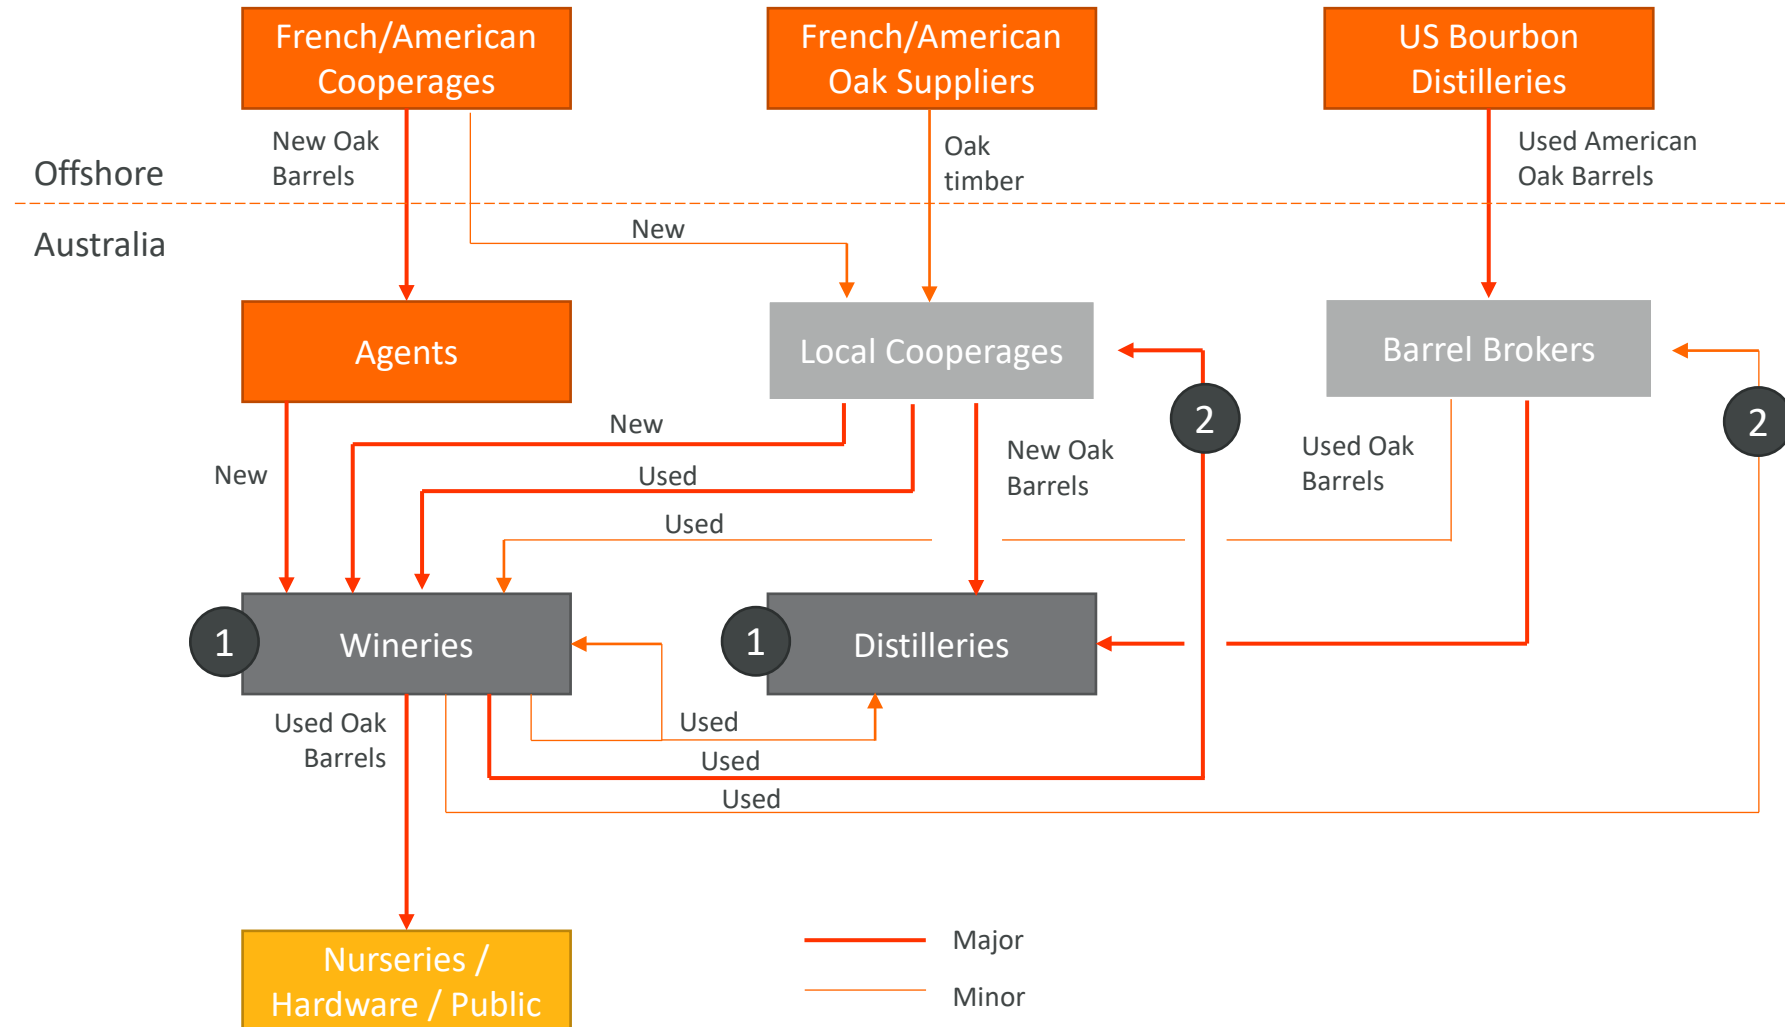 French/American
Cooperages
French/American
Oak Suppliers
US Bourbon
Distilleries
New Oak
Barrels
Oak
timber
Used American
Oak Barrels
Offshore
Australia
New
Agents
Local Cooperages
Barrel Brokers
2
2
New
New
Used
New Oak
Barrels
Used Oak
Barrels
Used
1
Wineries
1
Distilleries
Used Oak
Barrels
Used
Used
Used
Nurseries /
Hardware / Public
Major
Minor